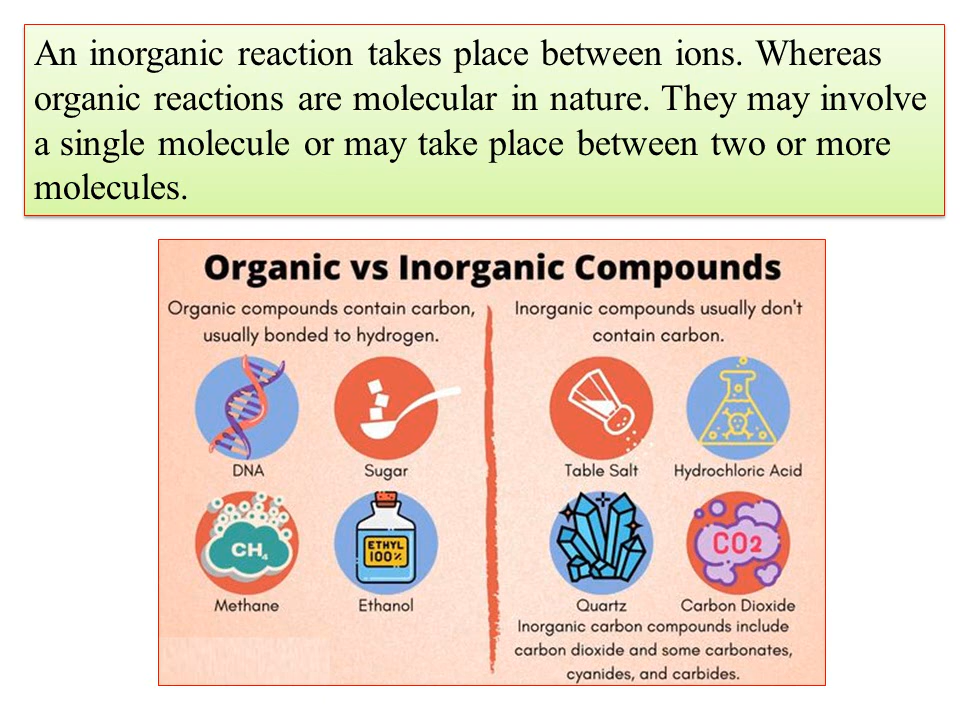 An inorganic reaction takes place between ions. Whereas
organic reactions are molecular in nature. They may involve
a single molecule or may take place between two or more
molecules.
Organic vs Inorganic Compounds
Organic compounds contain carbon,
usually bonded to hydrogen.
DNA
Sugar
CH₄
Methane
ETHYL
100%
Ethanol
Inorganic compounds usually don't
contain carbon.
Table Salt
Hydrochloric Acid
Quartz
CO2
Carbon Dioxide
Inorganic carbon compounds include
carbon dioxide and some carbonates,
cyanides, and carbides.